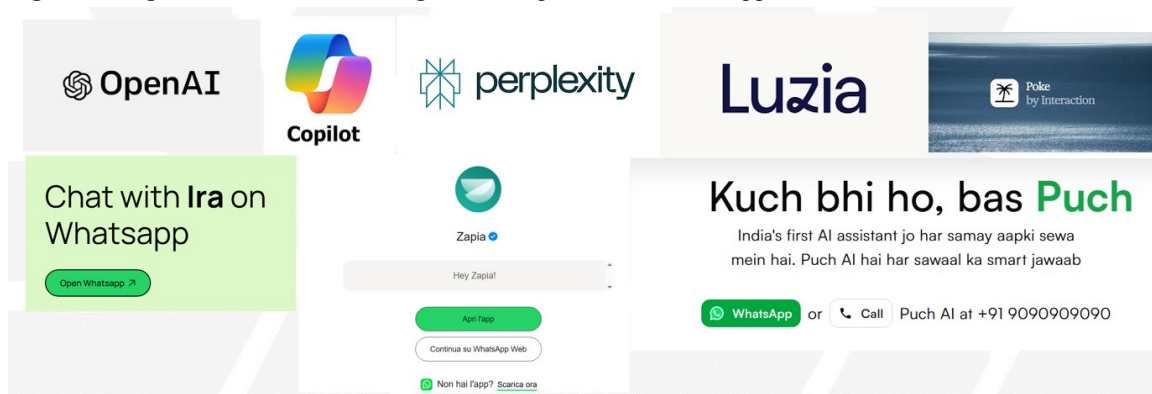 OpenAI
Copilot
perplexity
Luzia
Poke
by Interaction
Chat with Ira on
Whatsapp
Open Whatsapp ↗
Zapia
Hey Zapia!
Apri l'app
Continua su WhatsApp Web
Non hai l'app? Scarica ora
Kuch bhi ho, bas Puch
India's first AI assistant jo har samay aapki sewa
mein hai. Puch AI hai har sawaal ka smart jawaab
WhatsApp or Call Puch AI at +91 9090909090